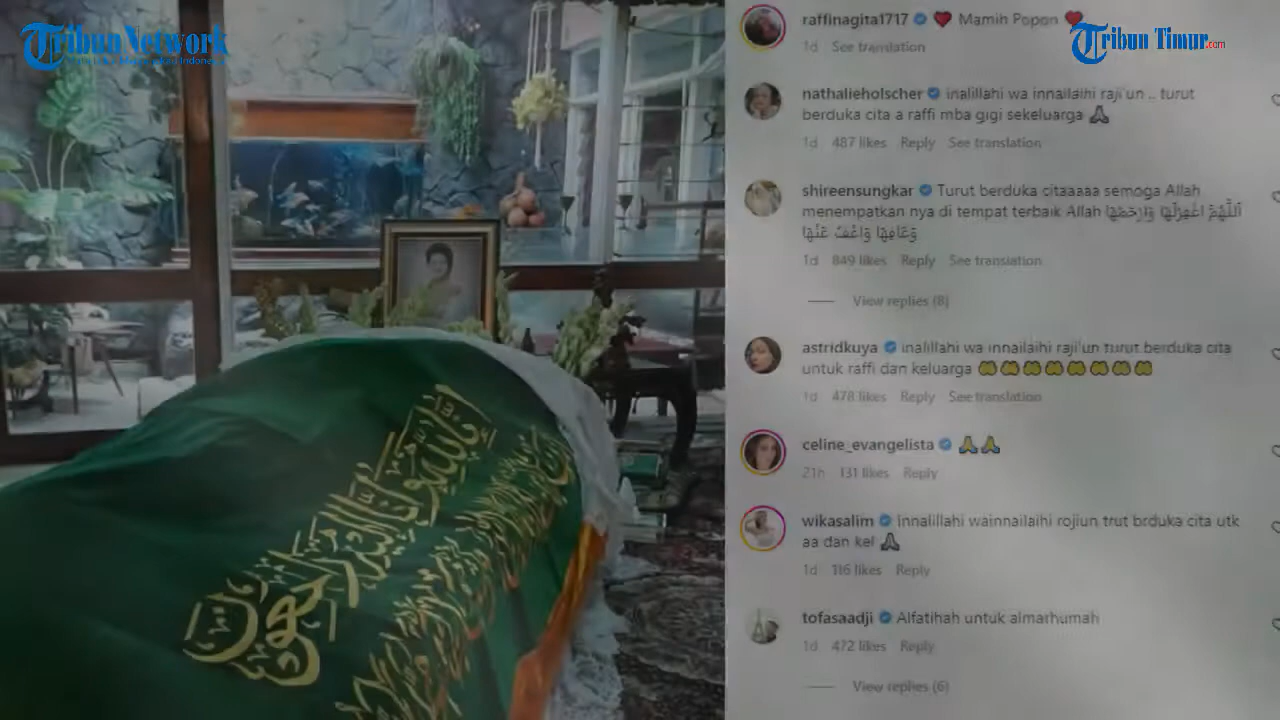 Tribun Network
Tribun Timur.com
raffinagita1717 ❤️ Mamih Popon ❤️
1d See translation
nathalieholscher inalillahi wa innailaihi raji un .. turut
berduka cita a raffi mba gigi sekeluarga 🙏
1d 487 likes Reply See translation
shireensungkar Turut berduka citaaaaa semoga Allah
menempatkan nya di tempat terbaik Allah اَللّٰهُمَّ اغْفِرْلَهَا وَارْحَمْهَا
وَعَافِهَا وَاعْفُ عَنْهَا
1d 849 likes Reply See translation
View replies (8)
astridkuya inalillahi wa innailaihi raji'un turut berduka cita
untuk raffi dan keluarga 🤲🤲🤲🤲🤲🤲🤲🤲
1d 478 likes Reply See translation
celine_evangelista 🙏🙏
21h 131 likes Reply
wikasalim Innalillahi wainnailaihi rojiun trut brduka cita utk
aa dan kel 🙏
1d 116 likes Reply
tofasaadji Alfatihah untuk almarhumah
1d 472 likes Reply
View replies (6)